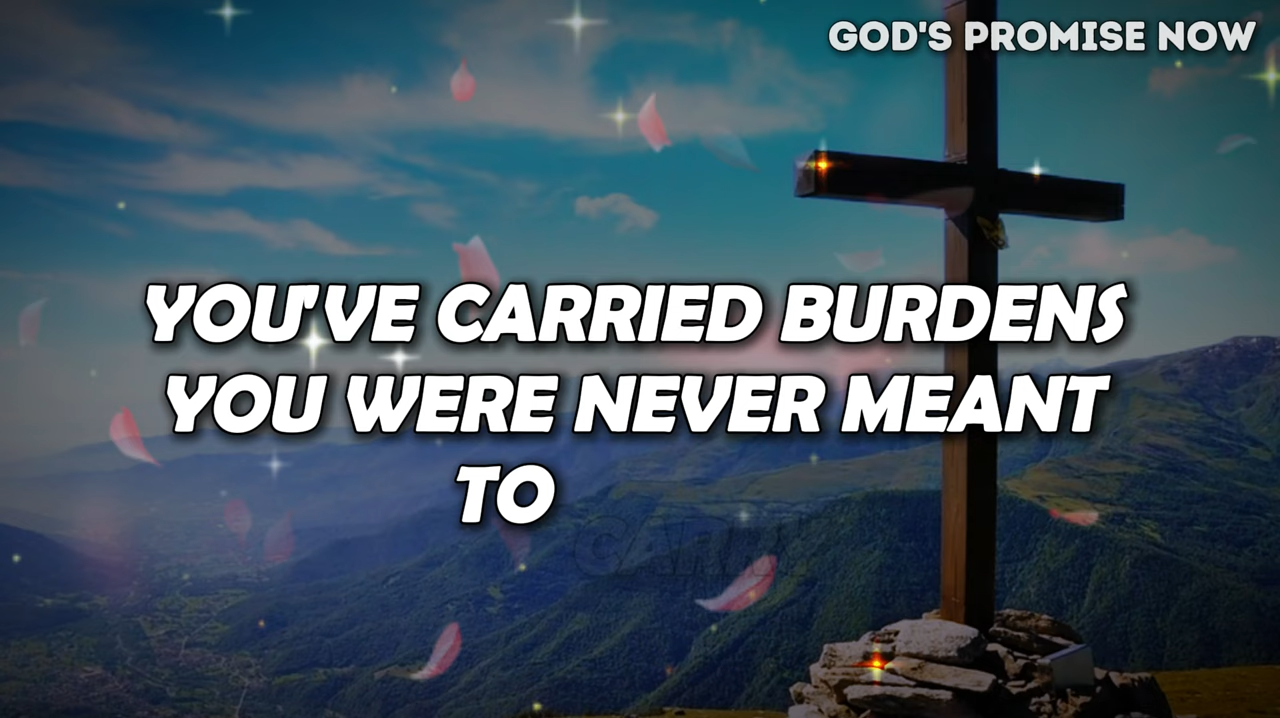 GOD'S PROMISE NOW
YOU'VE CARRIED BURDENS
YOU WERE NEVER MEANT
TO